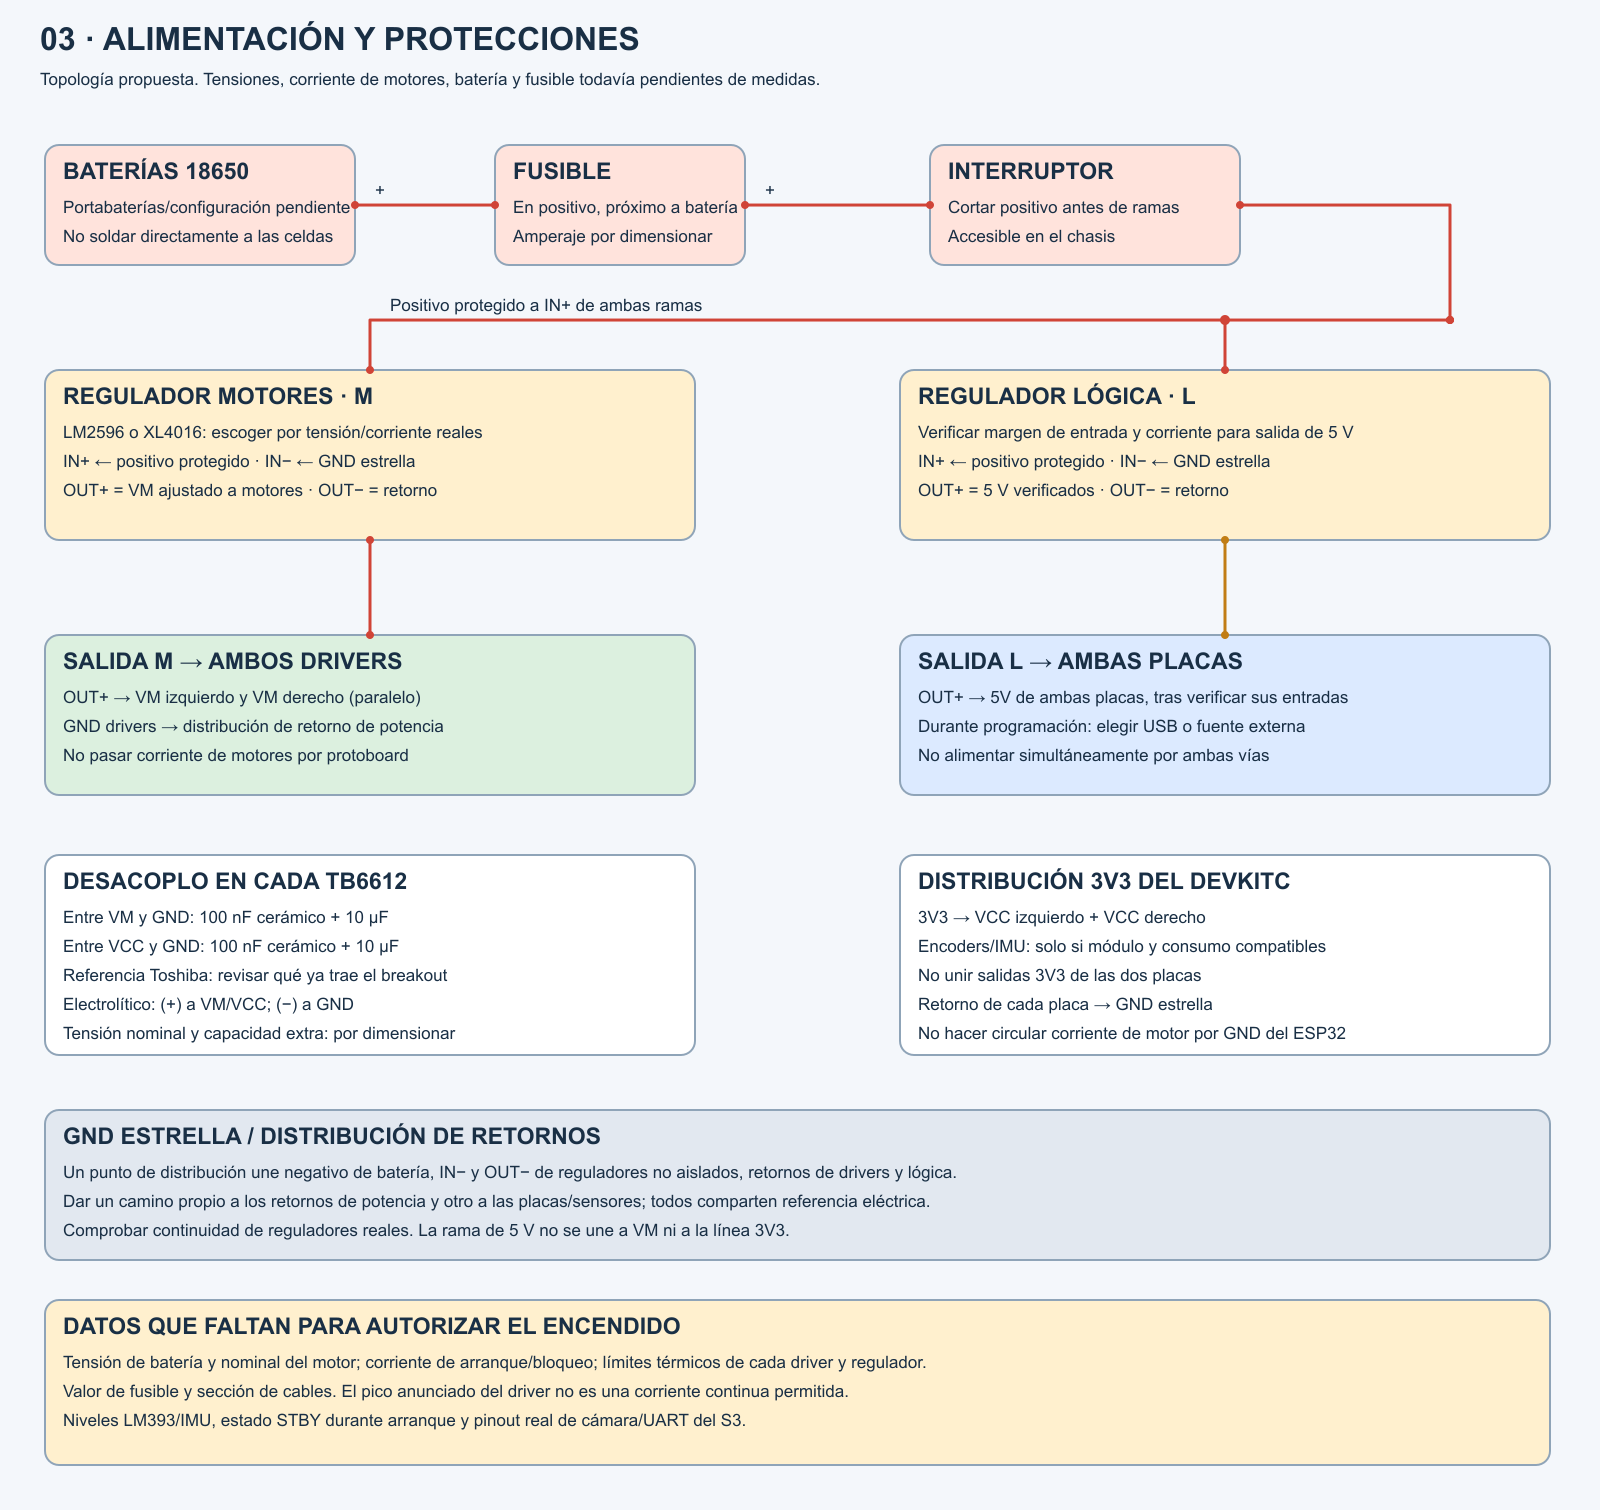 03 · ALIMENTACIÓN Y PROTECCIONES
Topología propuesta. Tensiones, corriente de motores, batería y fusible todavía pendientes de medidas.
BATERÍAS 18650
Portabaterías/configuración pendiente
No soldar directamente a las celdas
+
FUSIBLE
En positivo, próximo a batería
Amperaje por dimensionar
+
INTERRUPTOR
Cortar positivo antes de ramas
Accesible en el chasis
Positivo protegido a IN+ de ambas ramas
REGULADOR MOTORES · M
LM2596 o XL4016: escoger por tensión/corriente reales
IN+ ← positivo protegido · IN− ← GND estrella
OUT+ = VM ajustado a motores · OUT− = retorno
REGULADOR LÓGICA · L
Verificar margen de entrada y corriente para salida de 5 V
IN+ ← positivo protegido · IN− ← GND estrella
OUT+ = 5 V verificados · OUT− = retorno
SALIDA M → AMBOS DRIVERS
OUT+ → VM izquierdo y VM derecho (paralelo)
GND drivers → distribución de retorno de potencia
No pasar corriente de motores por protoboard
SALIDA L → AMBAS PLACAS
OUT+ → 5V de ambas placas, tras verificar sus entradas
Durante programación: elegir USB o fuente externa
No alimentar simultáneamente por ambas vías
DESACOPLO EN CADA TB6612
Entre VM y GND: 100 nF cerámico + 10 µF
Entre VCC y GND: 100 nF cerámico + 10 µF
Referencia Toshiba: revisar qué ya trae el breakout
Electrolítico: (+) a VM/VCC; (−) a GND
Tensión nominal y capacidad extra: por dimensionar
DISTRIBUCIÓN 3V3 DEL DEVKITC
3V3 → VCC izquierdo + VCC derecho
Encoders/IMU: solo si módulo y consumo compatibles
No unir salidas 3V3 de las dos placas
Retorno de cada placa → GND estrella
No hacer circular corriente de motor por GND del ESP32
GND ESTRELLA / DISTRIBUCIÓN DE RETORNOS
Un punto de distribución une negativo de batería, IN− y OUT− de reguladores no aislados, retornos de drivers y lógica.
Dar un camino propio a los retornos de potencia y otro a las placas/sensores; todos comparten referencia eléctrica.
Comprobar continuidad de reguladores reales. La rama de 5 V no se une a VM ni a la línea 3V3.
DATOS QUE FALTAN PARA AUTORIZAR EL ENCENDIDO
Tensión de batería y nominal del motor; corriente de arranque/bloqueo; límites térmicos de cada driver y regulador.
Valor de fusible y sección de cables. El pico anunciado del driver no es una corriente continua permitida.
Niveles LM393/IMU, estado STBY durante arranque y pinout real de cámara/UART del S3.